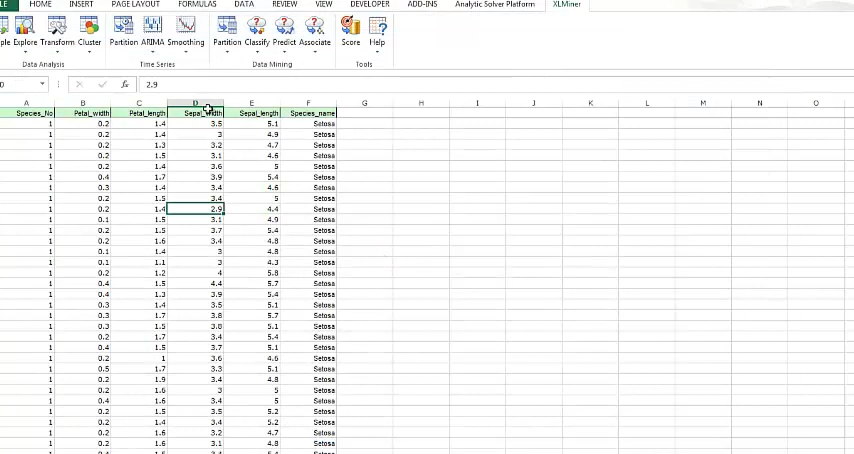 LE HOME INSERT PAGE LAYOUT FORMULAS DATA REVIEW VIEW DEVELOPER ADD-INS Analytic Solver Platform XLMiner
ple Explore Transform Cluster Partition ARIMA Smoothing Partition Classify Predict Associate Score Help
Data Analysis Time Series Data Mining Tools
0 fx 2.9
A B C D E F G H I J K L M N O
Species_No Petal_width Petal_length Sepal_width Sepal_length Species_name
1 0.2 1.4 3.5 5.1 Setosa
1 0.2 1.4 3 4.9 Setosa
1 0.2 1.3 3.2 4.7 Setosa
1 0.2 1.5 3.1 4.6 Setosa
1 0.2 1.4 3.6 5 Setosa
1 0.4 1.7 3.9 5.4 Setosa
1 0.3 1.4 3.4 4.6 Setosa
1 0.2 1.5 3.4 5 Setosa
1 0.2 1.4 2.9 4.4 Setosa
1 0.1 1.5 3.1 4.9 Setosa
1 0.2 1.5 3.7 5.4 Setosa
1 0.2 1.6 3.4 4.8 Setosa
1 0.1 1.4 3 4.8 Setosa
1 0.1 1.1 3 4.3 Setosa
1 0.2 1.2 4 5.8 Setosa
1 0.4 1.5 4.4 5.7 Setosa
1 0.4 1.3 3.9 5.4 Setosa
1 0.3 1.4 3.5 5.1 Setosa
1 0.3 1.7 3.8 5.7 Setosa
1 0.3 1.5 3.8 5.1 Setosa
1 0.2 1.7 3.4 5.4 Setosa
1 0.4 1.5 3.7 5.1 Setosa
1 0.2 1 3.6 4.6 Setosa
1 0.5 1.7 3.3 5.1 Setosa
1 0.2 1.9 3.4 4.8 Setosa
1 0.2 1.6 3 5 Setosa
1 0.4 1.6 3.4 5 Setosa
1 0.2 1.5 3.5 5.2 Setosa
1 0.2 1.4 3.4 5.2 Setosa
1 0.2 1.6 3.2 4.7 Setosa
1 0.2 1.6 3.1 4.8 Setosa
1 0.4 1.5 3.4 5.4 Setosa